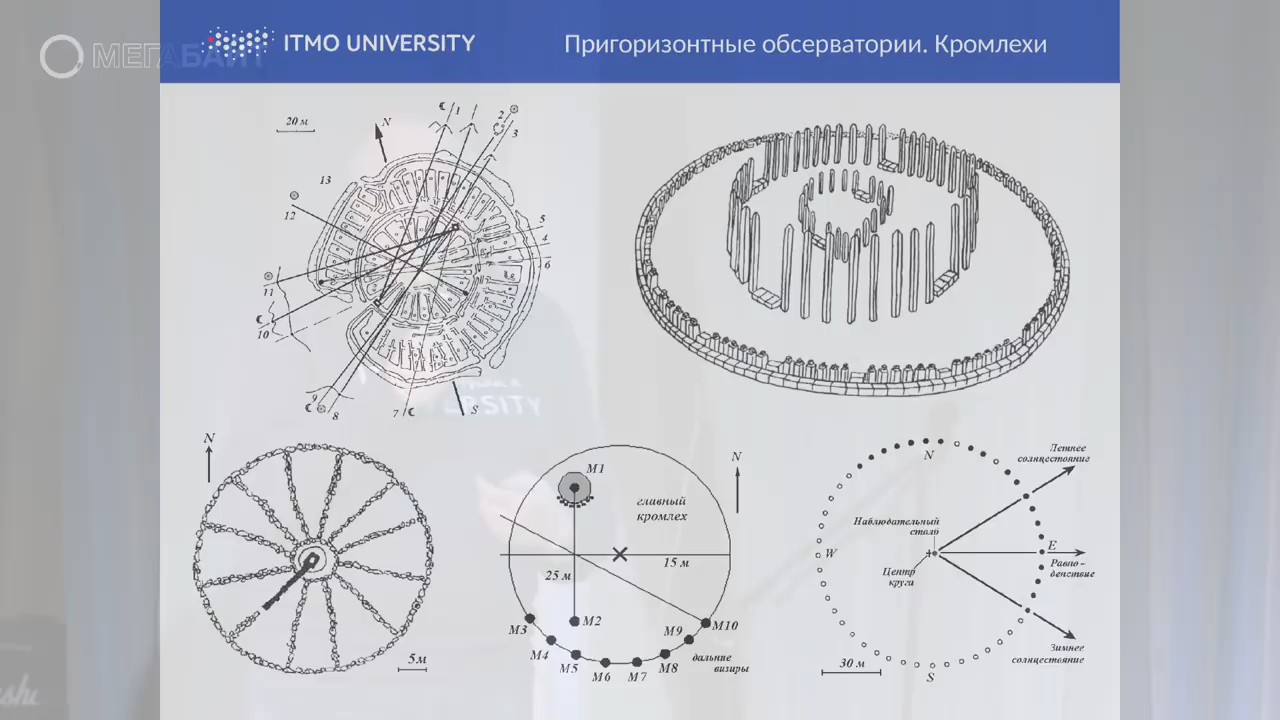 МЕГАБАЙТ
ITMO UNIVERSITY
Пригоризонтные обсерватории. Кромлехи
20 м
N
1
2
3
13
12
5
4
6
11
10
9
8
7
S
ERSITY
N
5м
M1
N
главный
кромлех
15 м
25 м
M2
M3
M10
M9
M4
M5
M6
M7
M8
дальние
визиры
N
Летнее
солнцестояние
Наблюдательный
столб
W
E
Центр
круга
Равно-
денствие
Зимнее
солнцестояние
30 м
S